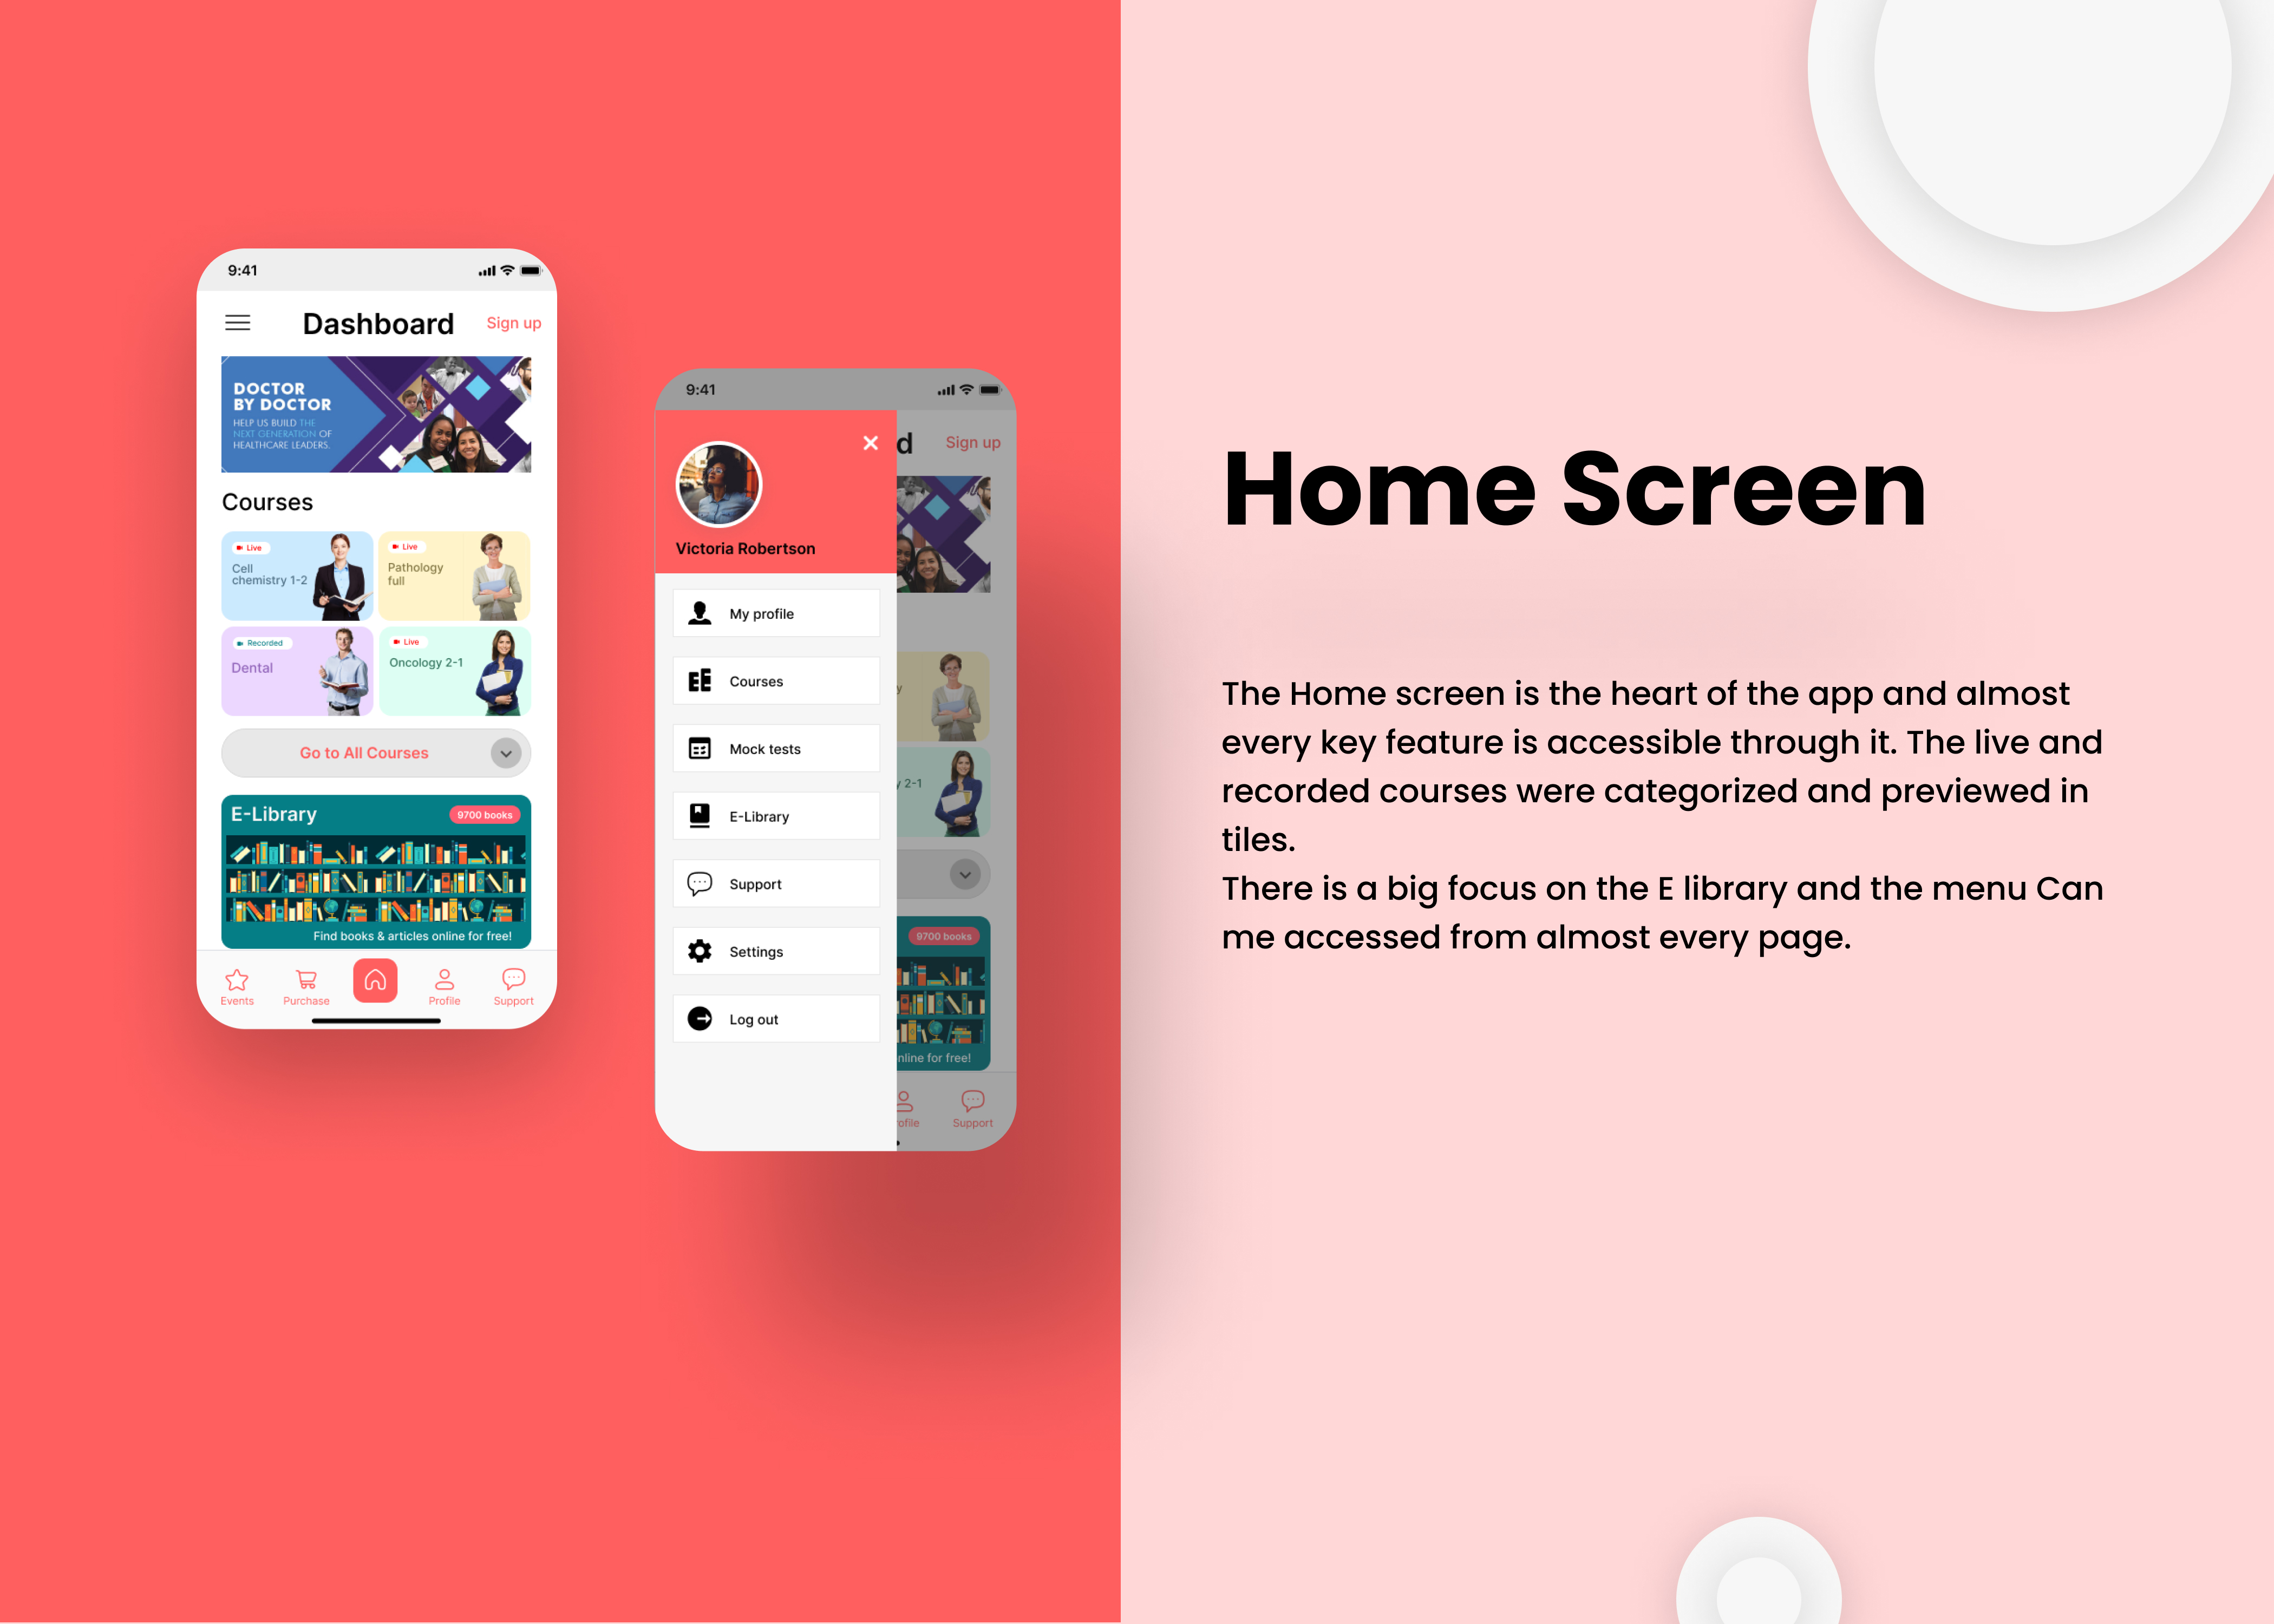 9:41
Dashboard
Sign up
DOCTOR
BY DOCTOR
HELP US BUILD THE
NEXT GENERATION OF
HEALTHCARE LEADERS.
Courses
Live
Cell
chemistry 1-2
Live
Pathology
full
Recorded
Dental
Live
Oncology 2-1
Go to All Courses
E-Library
9700 books
Find books & articles online for free!
Events
Purchase
Profile
Support
9:41
d
Sign up
Victoria Robertson
My profile
Courses
Mock tests
E-Library
Support
Settings
Log out
y
y 2-1
9700 books
nline for free!
ofile
Support
Home Screen
The Home screen is the heart of the app and almost
every key feature is accessible through it. The live and
recorded courses were categorized and previewed in
tiles.
There is a big focus on the E library and the menu Can
me accessed from almost every page.